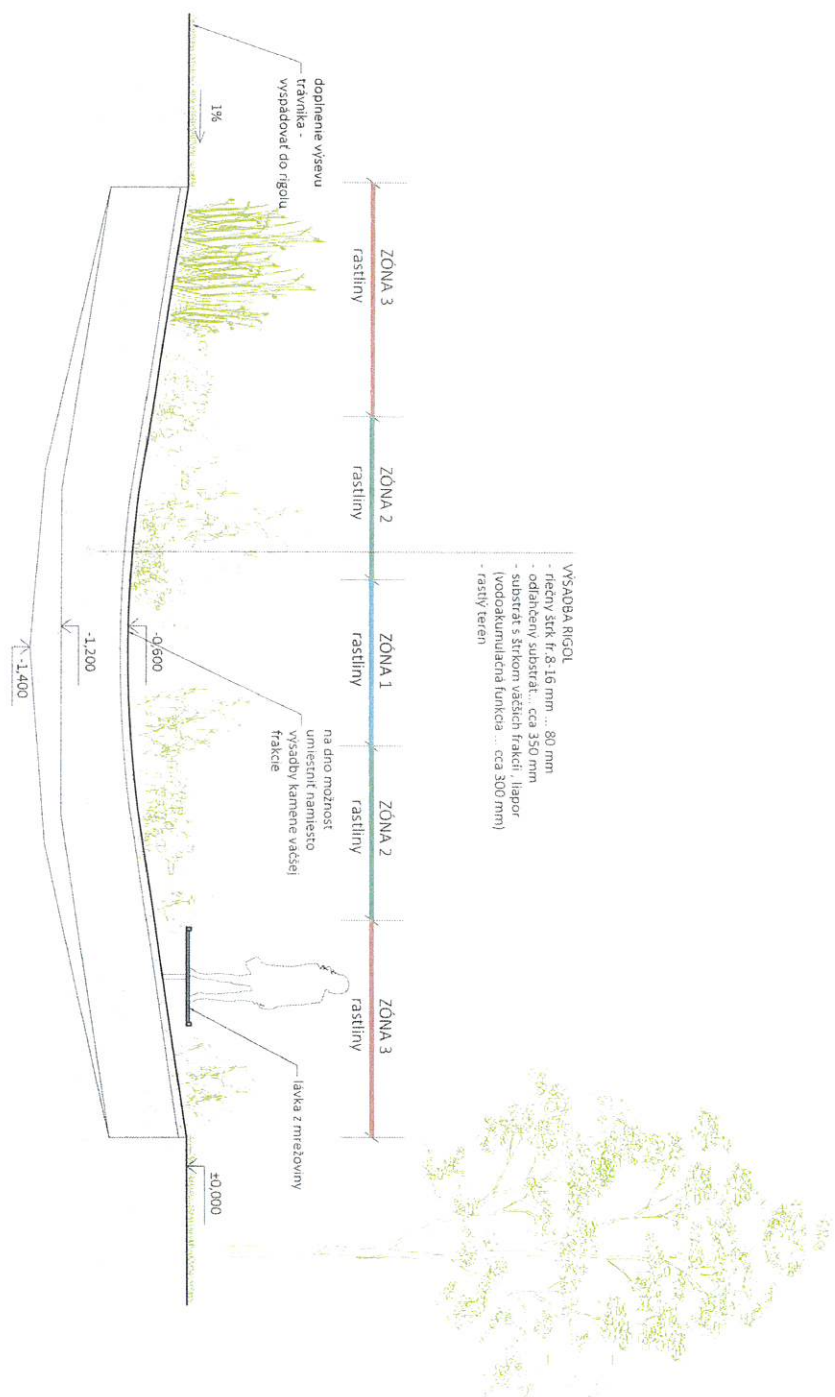 VÝSADBA RIGOL
- riečny štrk fr.8-16 mm ... 80 mm
- odľahčený substrát... cca 350 mm
- substrát s štrkom väčších frakcií , liapor
(vodoakumulačná funkcia ... cca 300 mm)
- rastlý terén
ZÓNA 3
rastliny
ZÓNA 2
rastliny
ZÓNA 1
rastliny
ZÓNA 2
rastliny
ZÓNA 3
rastliny
doplnenie výsevu
trávnika -
vyspádovať do rigolu
1%
na dno možnost
umiestniť namiesto
výsadby kamene väčšej
frakcie
lávka z mrežoviny
±0,000
-0,600
-1,200
-1,400